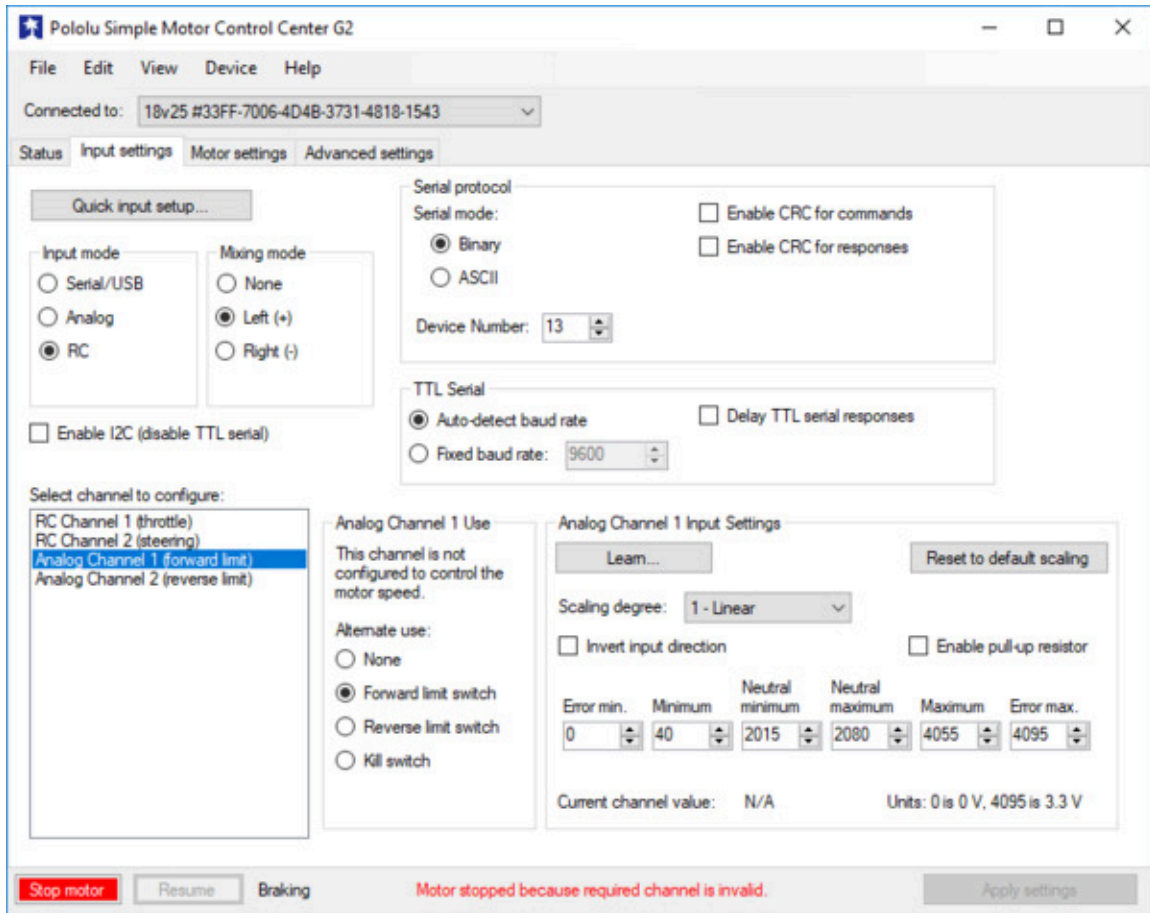 Pololu Simple Motor Control Center G2
File Edit View Device Help
Connected to: 18v25 #33FF-7006-4D4B-3731-4818-1543
Status Input settings Motor settings Advanced settings
Quick input setup...
Input mode
Serial/USB
Analog
RC
Mixing mode
None
Left (+)
Right (-)
Enable I2C (disable TTL serial)
Serial protocol
Serial mode:
Binary
ASCII
Enable CRC for commands
Enable CRC for responses
Device Number: 13
TTL Serial
Auto-detect baud rate
Fixed baud rate: 9600
Delay TTL serial responses
Select channel to configure:
RC Channel 1 (throttle)
RC Channel 2 (steering)
Analog Channel 1 (forward limit)
Analog Channel 2 (reverse limit)
Analog Channel 1 Use
This channel is not
configured to control the
motor speed.
Alternate use:
None
Forward limit switch
Reverse limit switch
Kill switch
Analog Channel 1 Input Settings
Learn... Reset to default scaling
Scaling degree: 1 - Linear
Invert input direction Enable pull-up resistor
Error min. Minimum Neutral minimum Neutral maximum Maximum Error max.
0 40 2015 2080 4055 4095
Current channel value: N/A Units: 0 is 0 V, 4095 is 3.3 V
Stop motor Resume Braking Motor stopped because required channel is invalid. Apply settings